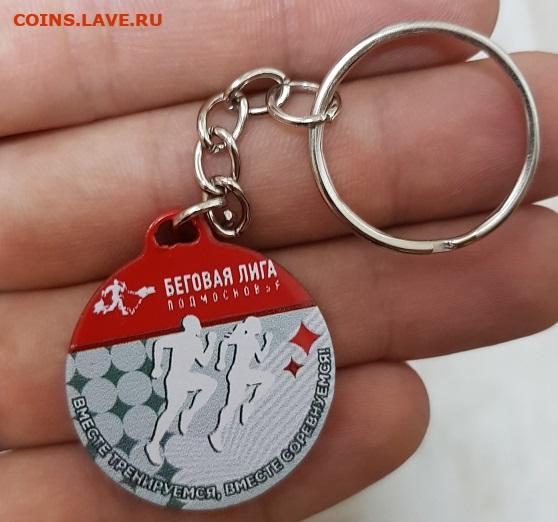 COINS.LAVE.RU
БЕГОВАЯ ЛИГА
ПОДМОСКОВЬЕ
ВМЕСТЕ ТРЕНИРУЕМСЯ, ВМЕСТЕ СОРЕВНУЕМСЯ!